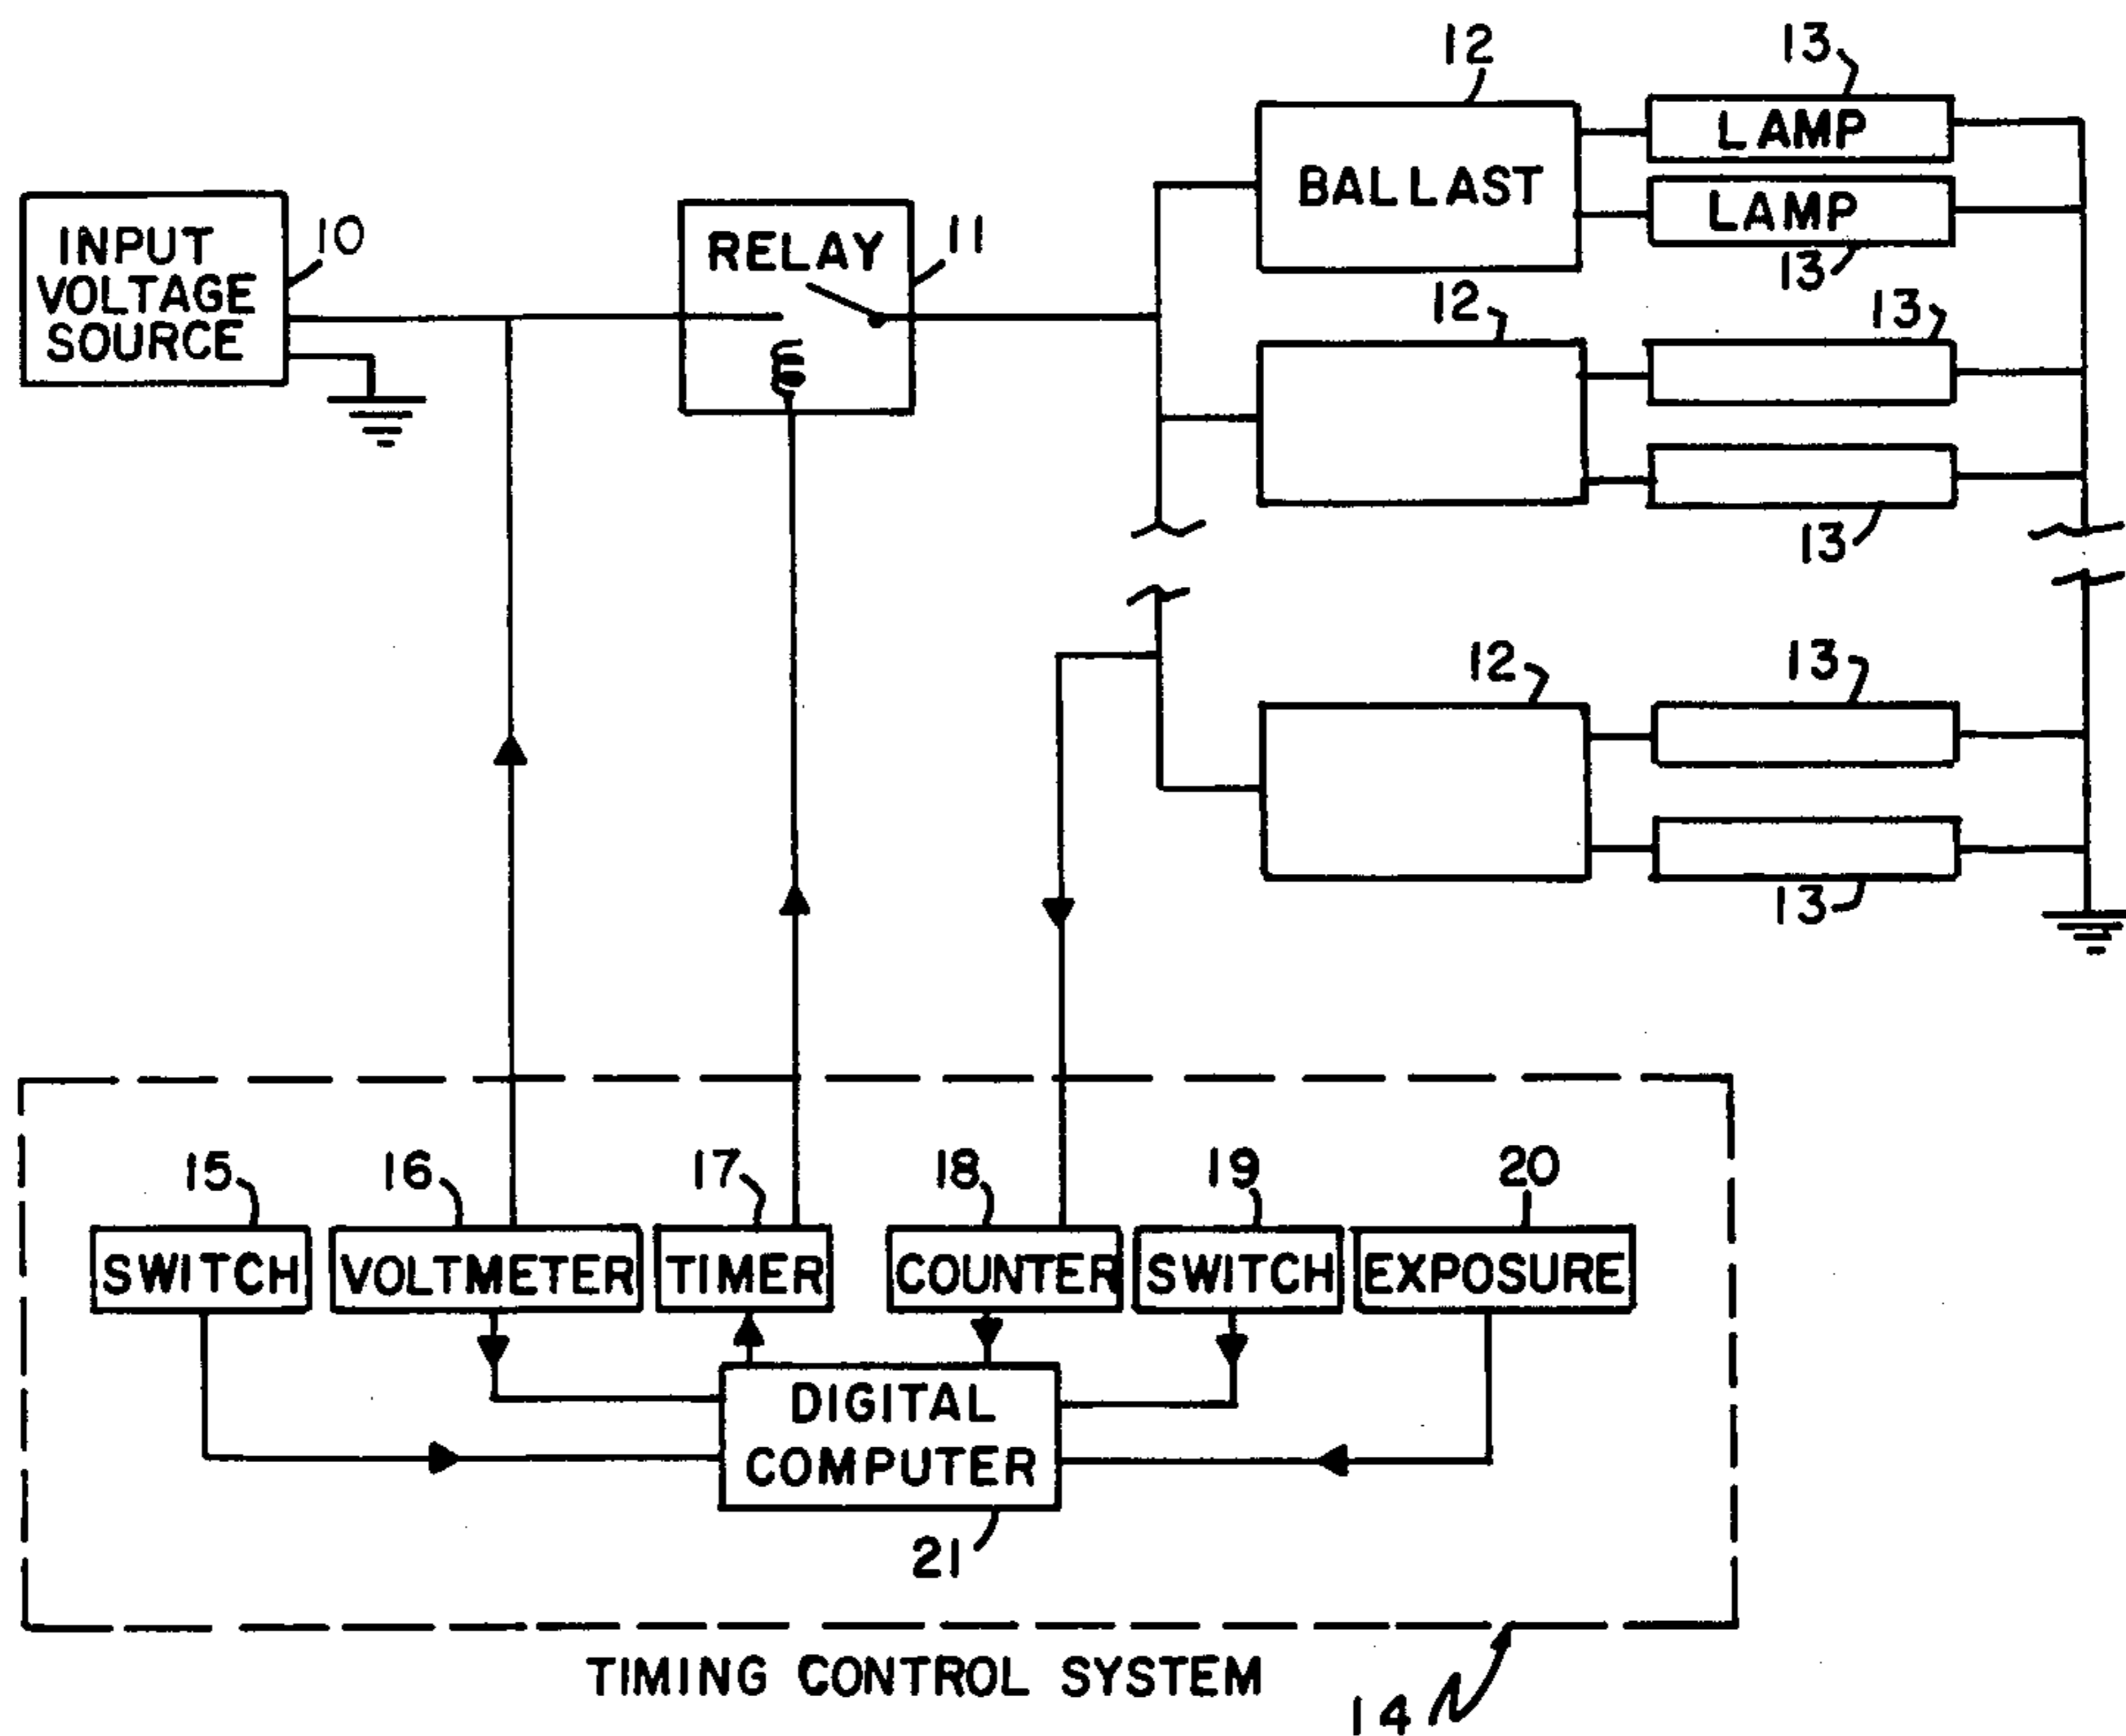 12
13
LAMP
BALLAST
LAMP
13
INPUT
VOLTAGE
SOURCE
10
RELAY
11
12
13
13
12
13
13
15
16
17
18
19
20
SWITCH
VOLTMETER
TIMER
COUNTER
SWITCH
EXPOSURE
DIGITAL
COMPUTER
21
TIMING CONTROL SYSTEM
14